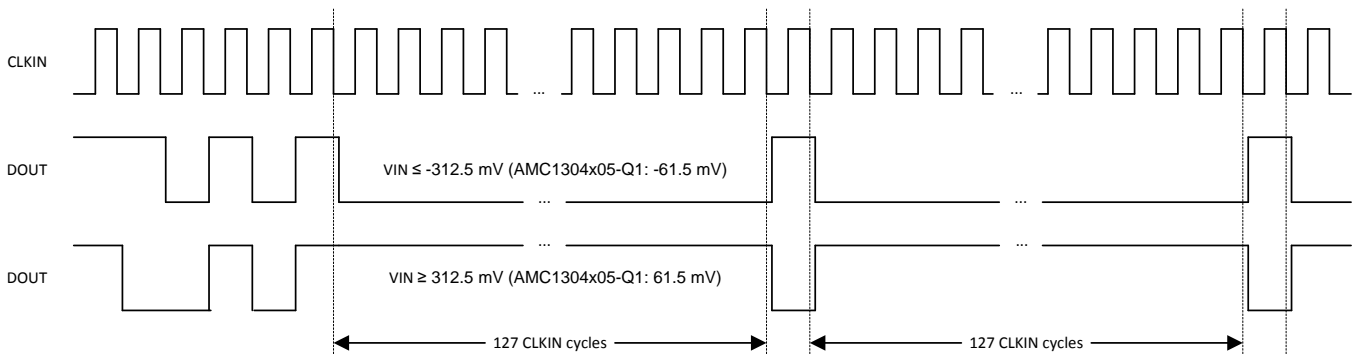 CLKIN
...
...
DOUT
VIN ≤ -312.5 mV (AMC1304x05-Q1: -61.5 mV)
...
...
DOUT
...
...
VIN ≥ 312.5 mV (AMC1304x05-Q1: 61.5 mV)
127 CLKIN cycles
127 CLKIN cycles